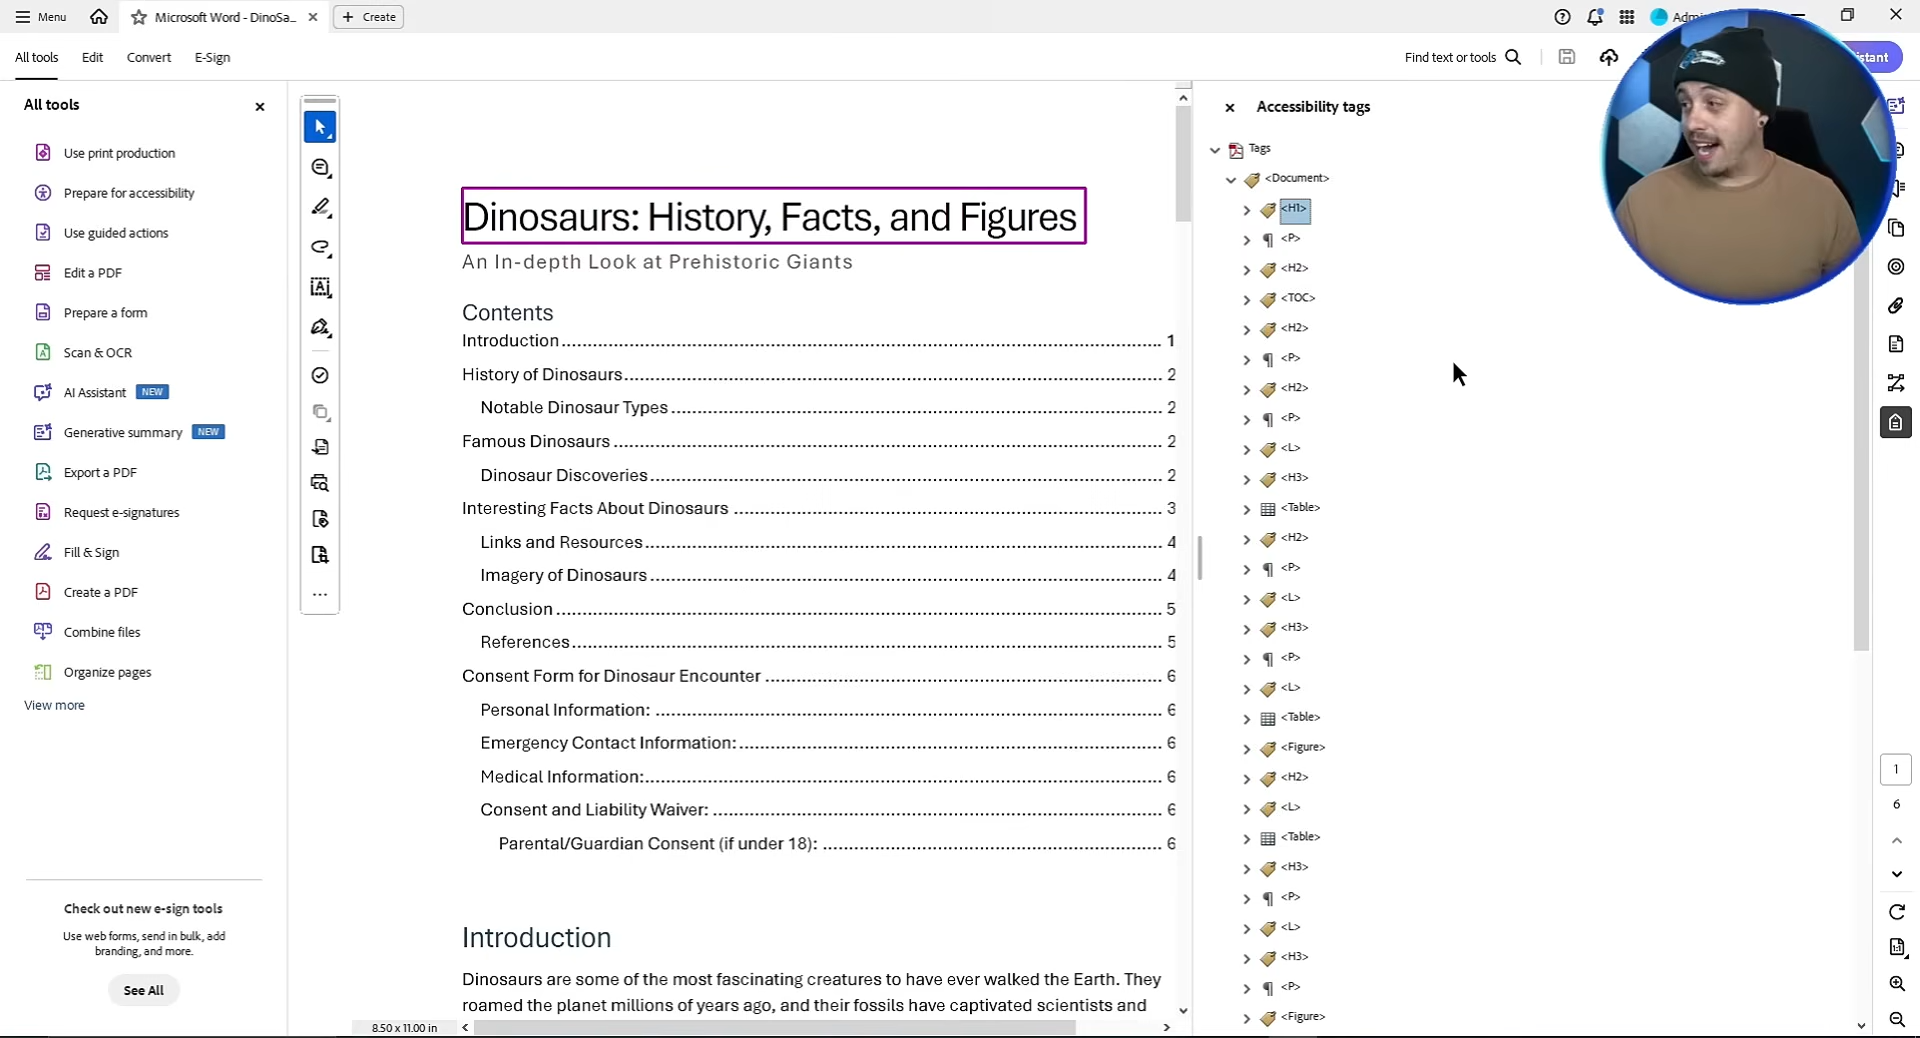 Menu
Microsoft Word - DinoSa...
Create
All tools
Edit
Convert
E-Sign
Find text or tools
All tools
Use print production
Prepare for accessibility
Use guided actions
Edit a PDF
Prepare a form
Scan & OCR
AI Assistant NEW
Generative summary NEW
Export a PDF
Request e-signatures
Fill & Sign
Create a PDF
Combine files
Organize pages
View more
Check out new e-sign tools
Use web forms, send in bulk, add
branding, and more.
See All
Dinosaurs: History, Facts, and Figures
An In-depth Look at Prehistoric Giants
Contents
Introduction 1
History of Dinosaurs 2
Notable Dinosaur Types 2
Famous Dinosaurs 2
Dinosaur Discoveries 2
Interesting Facts About Dinosaurs 3
Links and Resources 4
Imagery of Dinosaurs 4
Conclusion 5
References 5
Consent Form for Dinosaur Encounter 6
Personal Information: 6
Emergency Contact Information: 6
Medical Information: 6
Consent and Liability Waiver: 6
Parental/Guardian Consent (if under 18): 6
Introduction
Dinosaurs are some of the most fascinating creatures to have ever walked the Earth. They
roamed the planet millions of years ago, and their fossils have captivated scientists and
8.50 x 11.00 in
Accessibility tags
Tags
<Document>
<H1>
<P>
<H2>
<TOC>
<H2>
<P>
<H2>
<P>
<L>
<H3>
<Table>
<H2>
<P>
<L>
<H3>
<P>
<L>
<Table>
<Figure>
<H2>
<L>
<Table>
<H3>
<P>
<L>
<H3>
<P>
<Figure>
1
6